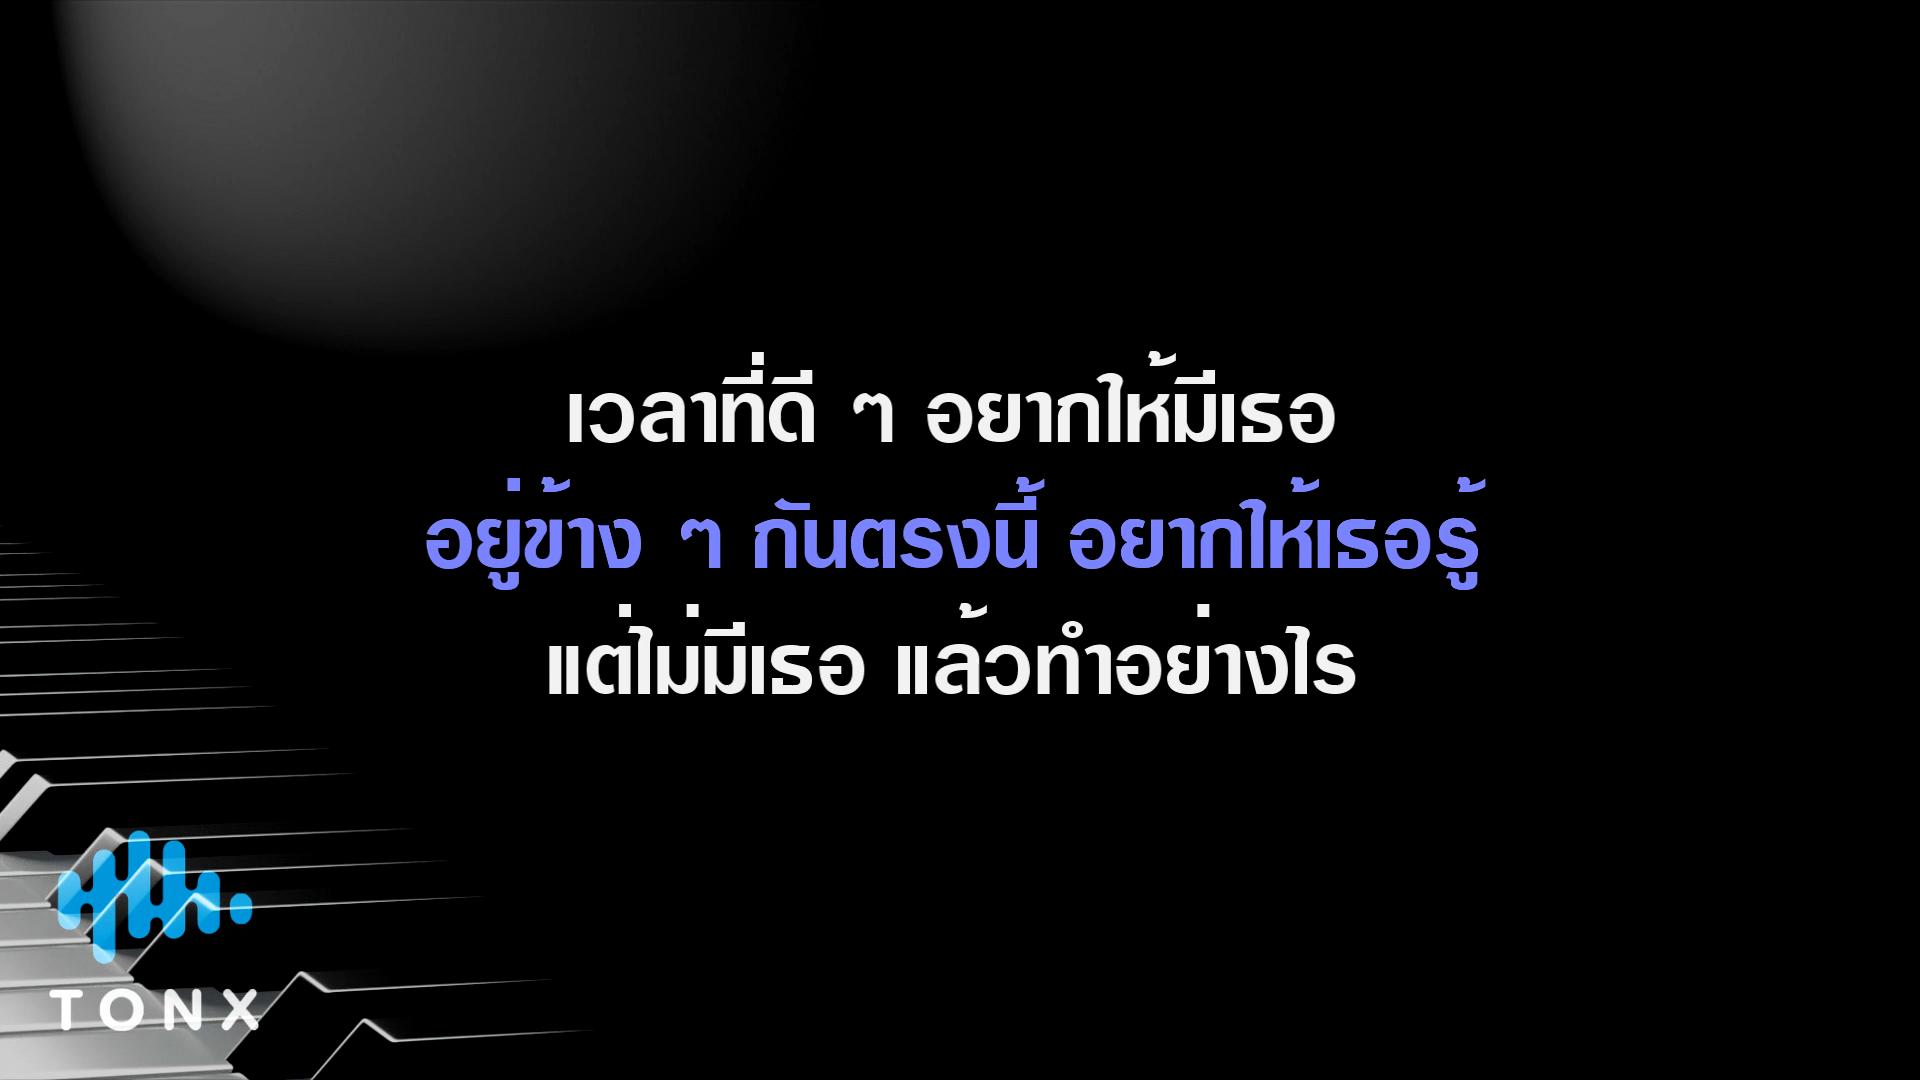 เวลาที่ดี ๆ อยากให้มีเธอ
อยู่ข้าง ๆ กันตรงนี้ อยากให้เธอรู้
แต่ไม่มีเธอ แล้วทำอย่างไร
TONX